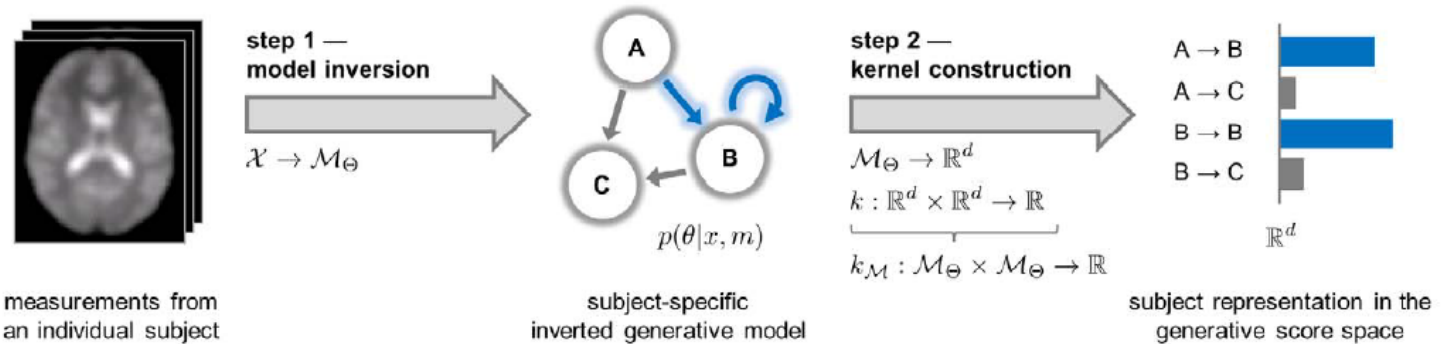 step 1 —
model inversion
𝒳 → ℳ_Θ
measurements from
an individual subject
A
B
C
p(θ|x, m)
subject-specific
inverted generative model
step 2 —
kernel construction
ℳ_Θ → ℝ^d
k : ℝ^d × ℝ^d → ℝ
k_ℳ : ℳ_Θ × ℳ_Θ → ℝ
A → B
A → C
B → B
B → C
ℝ^d
subject representation in the
generative score space